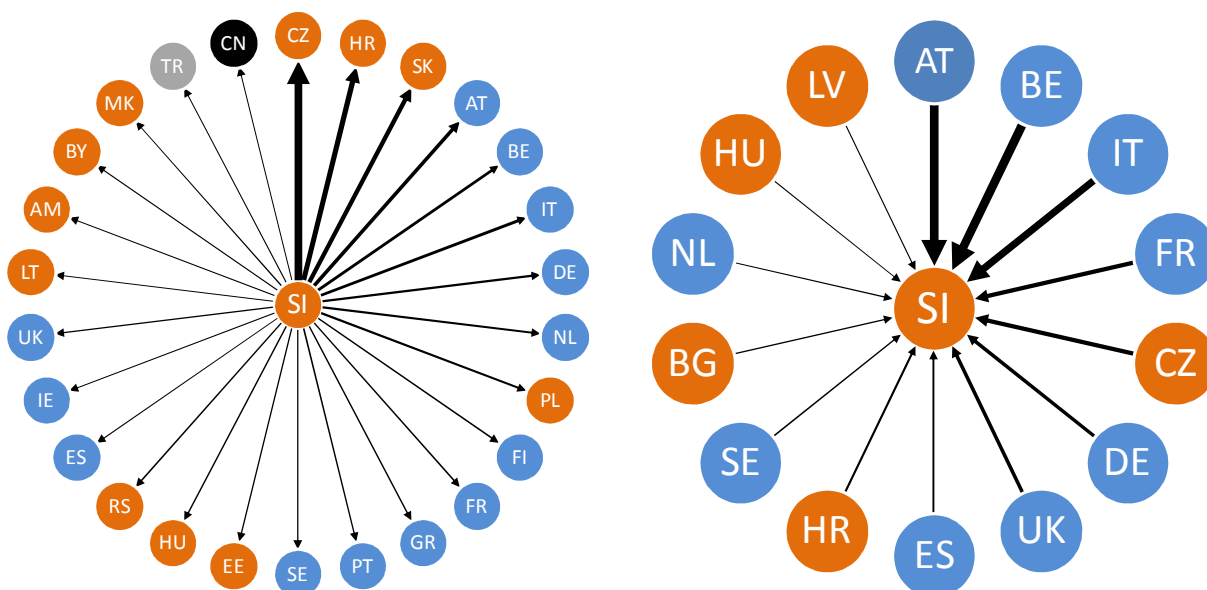 CZ
HR
SK
AT
BE
IT
DE
NL
PL
FI
FR
GR
PT
SE
EE
HU
RS
ES
IE
UK
LT
AM
BY
MK
TR
CN
SI
AT
BE
IT
FR
CZ
DE
UK
ES
HR
SE
BG
NL
HU
LV
SI